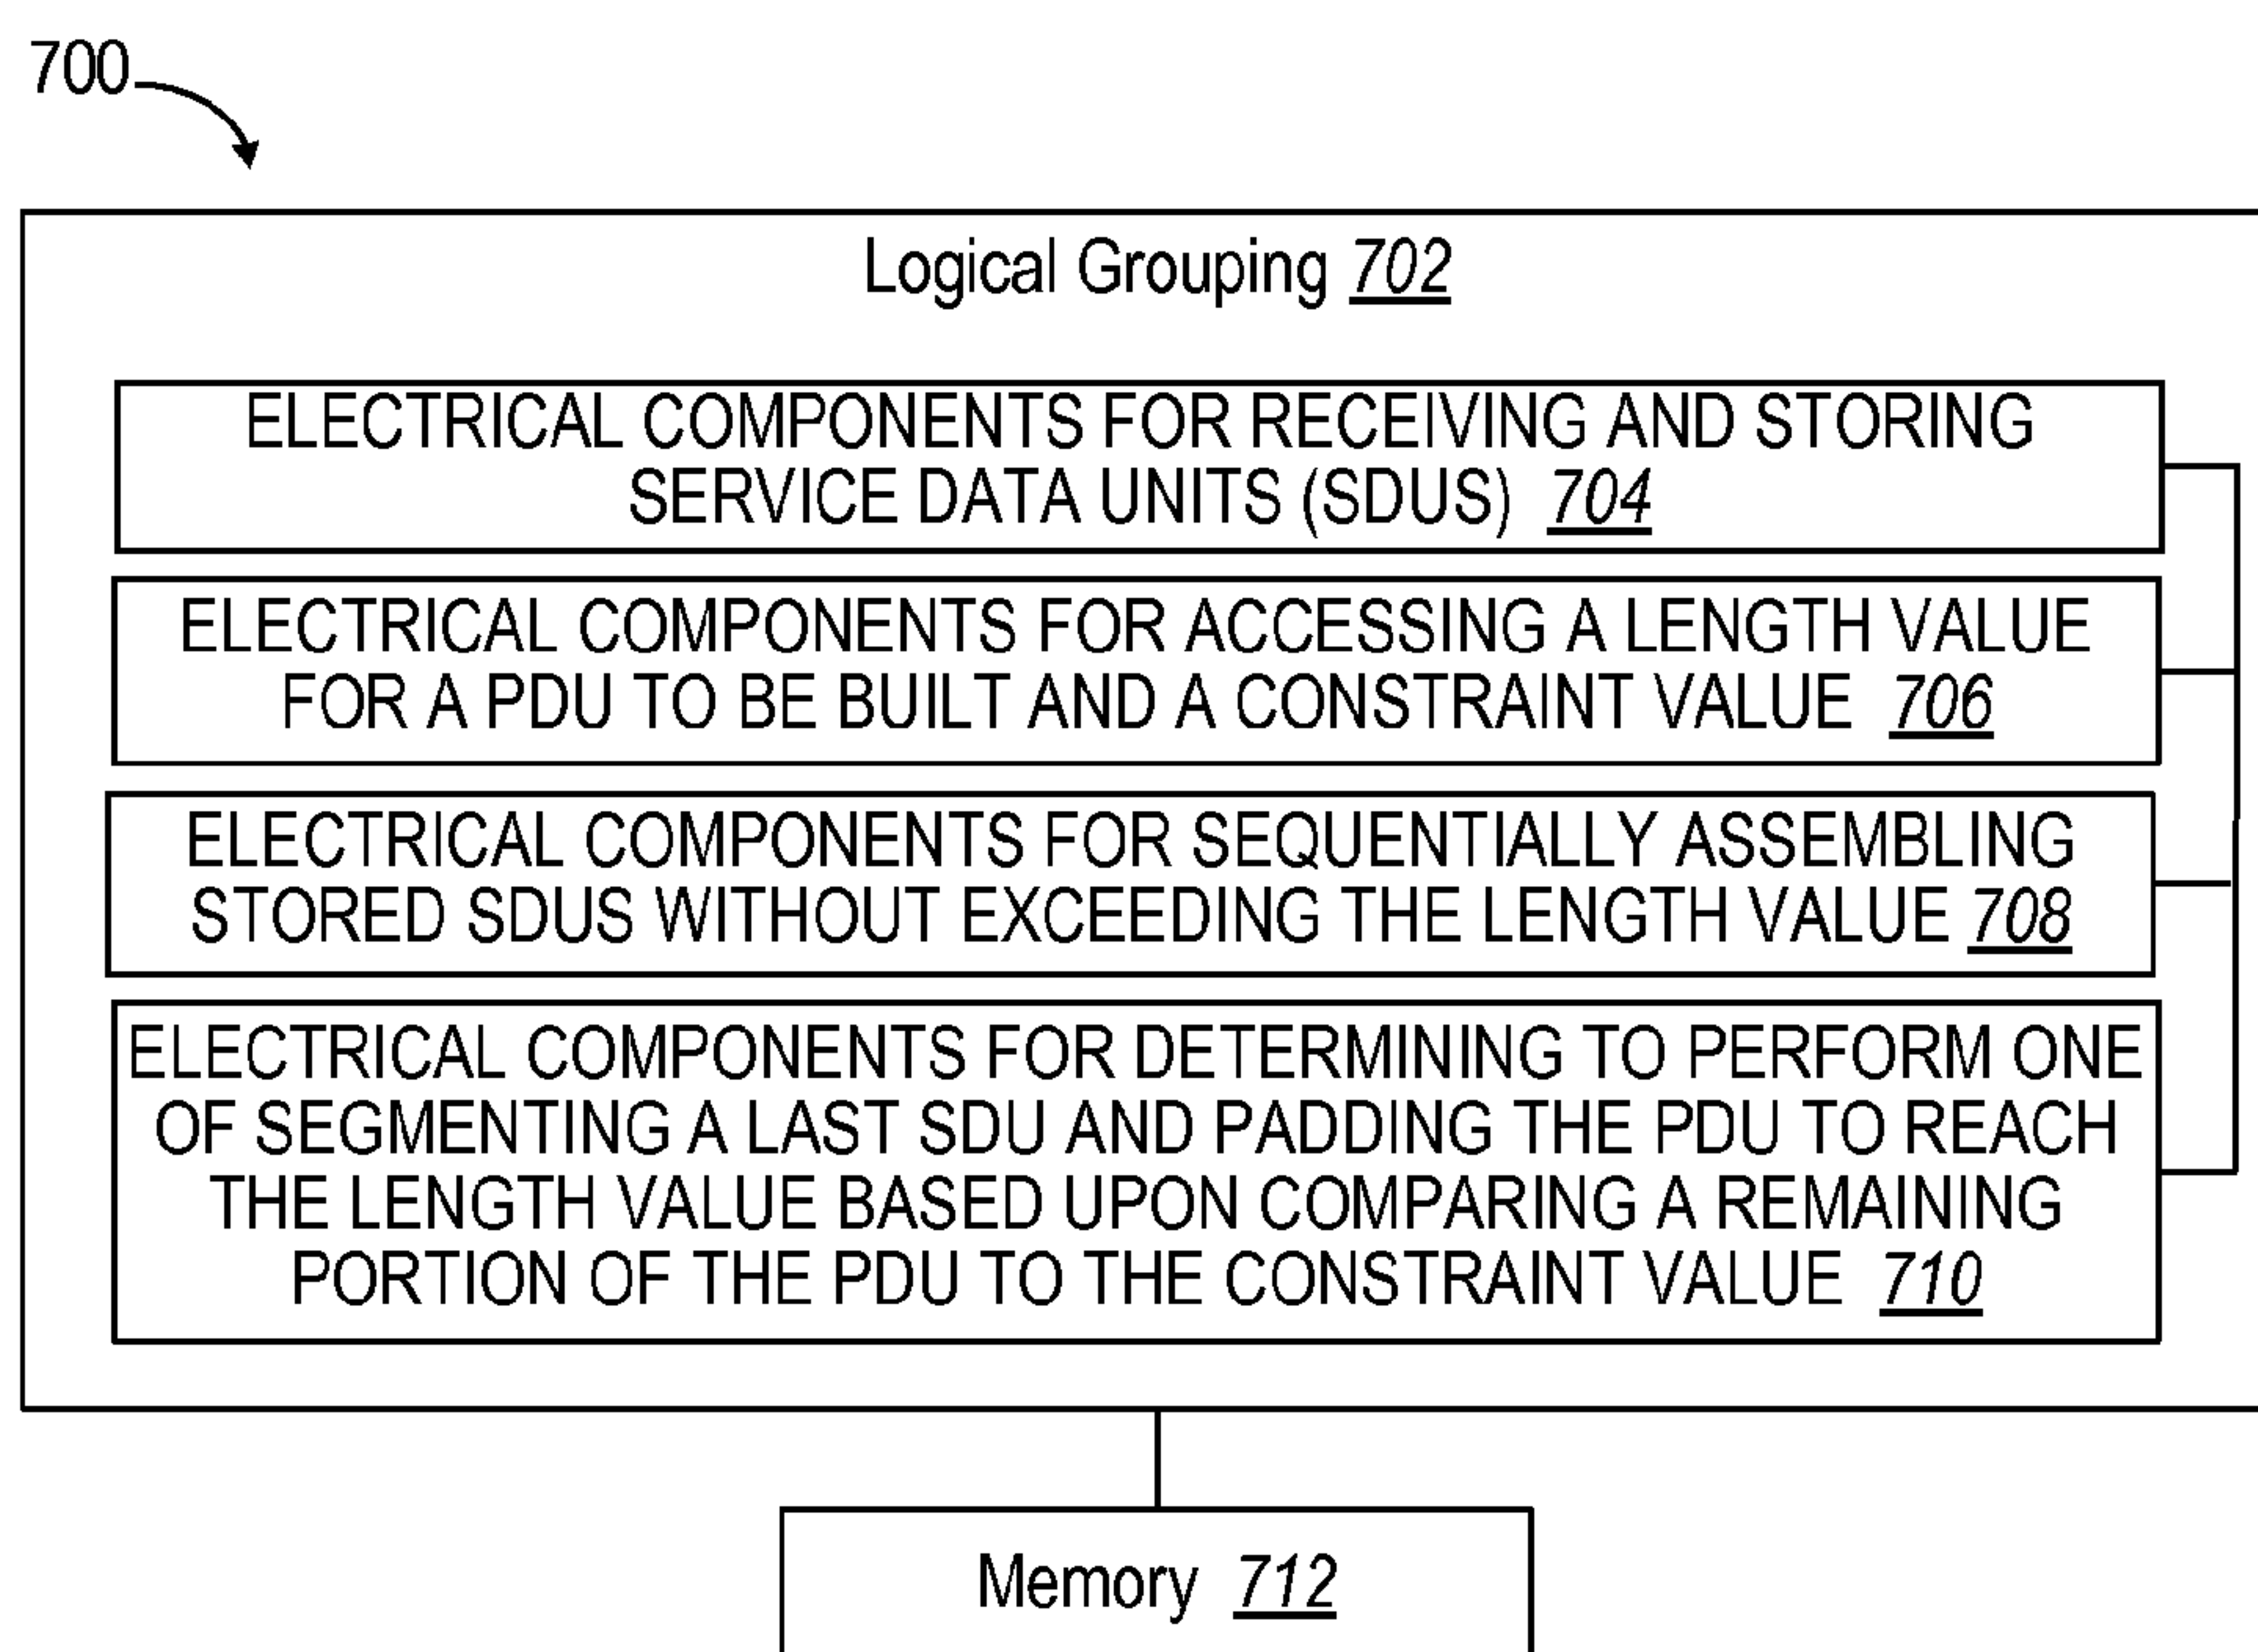 700
Logical Grouping 702
ELECTRICAL COMPONENTS FOR RECEIVING AND STORING
SERVICE DATA UNITS (SDUS) 704
ELECTRICAL COMPONENTS FOR ACCESSING A LENGTH VALUE
FOR A PDU TO BE BUILT AND A CONSTRAINT VALUE 706
ELECTRICAL COMPONENTS FOR SEQUENTIALLY ASSEMBLING
STORED SDUS WITHOUT EXCEEDING THE LENGTH VALUE 708
ELECTRICAL COMPONENTS FOR DETERMINING TO PERFORM ONE
OF SEGMENTING A LAST SDU AND PADDING THE PDU TO REACH
THE LENGTH VALUE BASED UPON COMPARING A REMAINING
PORTION OF THE PDU TO THE CONSTRAINT VALUE 710
Memory 712